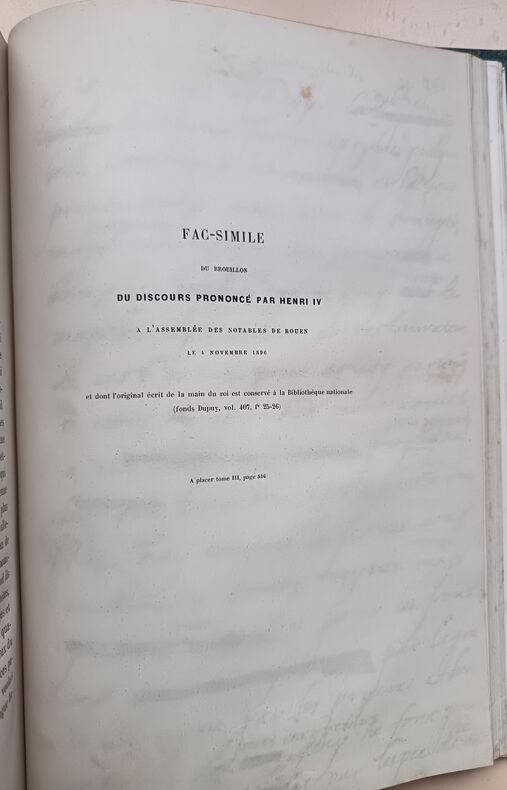 FAC-SIMILE
DU BROUILLON
DU DISCOURS PRONONCÉ PAR HENRI IV
A L'ASSEMBLÉE DES NOTABLES DE ROUEN
LE 4 NOVEMBRE 1596
et dont l'original écrit de la main du roi est conservé à la Bibliothèque nationale
(fonds Dupuy, vol. 407, fº 25-26)
A placer tome III, page 516